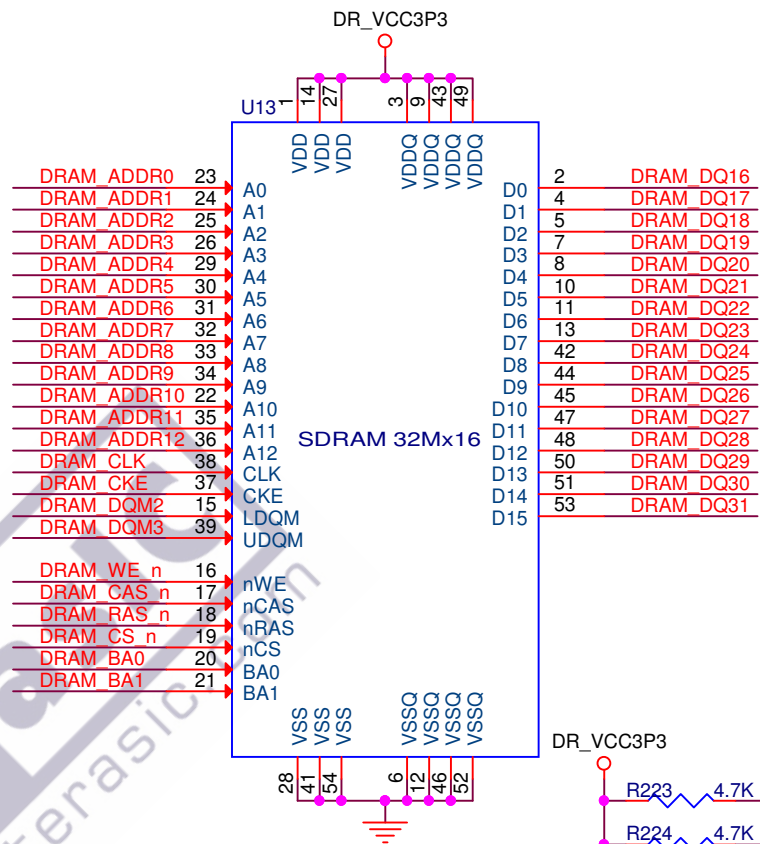 DR_VCC3P3
U13 1 14 27 3 9 43 49
VDD VDD VDD VDDQ VDDQ VDDQ VDDQ
DRAM_ADDR0 23 A0 D0 2 DRAM_DQ16
DRAM_ADDR1 24 A1 D1 4 DRAM_DQ17
DRAM_ADDR2 25 A2 D2 5 DRAM_DQ18
DRAM_ADDR3 26 A3 D3 7 DRAM_DQ19
DRAM_ADDR4 29 A4 D4 8 DRAM_DQ20
DRAM_ADDR5 30 A5 D5 10 DRAM_DQ21
DRAM_ADDR6 31 A6 D6 11 DRAM_DQ22
DRAM_ADDR7 32 A7 D7 13 DRAM_DQ23
DRAM_ADDR8 33 A8 D8 42 DRAM_DQ24
DRAM_ADDR9 34 A9 D9 44 DRAM_DQ25
DRAM_ADDR10 22 A10 D10 45 DRAM_DQ26
DRAM_ADDR11 35 A11 D11 47 DRAM_DQ27
DRAM_ADDR12 36 A12 D12 48 DRAM_DQ28
SDRAM 32Mx16
DRAM_CLK 38 CLK D13 50 DRAM_DQ29
DRAM_CKE 37 CKE D14 51 DRAM_DQ30
DRAM_DQM2 15 LDQM D15 53 DRAM_DQ31
DRAM_DQM3 39 UDQM
DRAM_WE_n 16 nWE
DRAM_CAS_n 17 nCAS
DRAM_RAS_n 18 nRAS
DRAM_CS_n 19 nCS
DRAM_BA0 20 BA0
DRAM_BA1 21 BA1
VSS VSS VSS VSSQ VSSQ VSSQ VSSQ
28 41 54 6 12 46 52
DR_VCC3P3
R223 4.7K
R224 4.7K
terasic.com